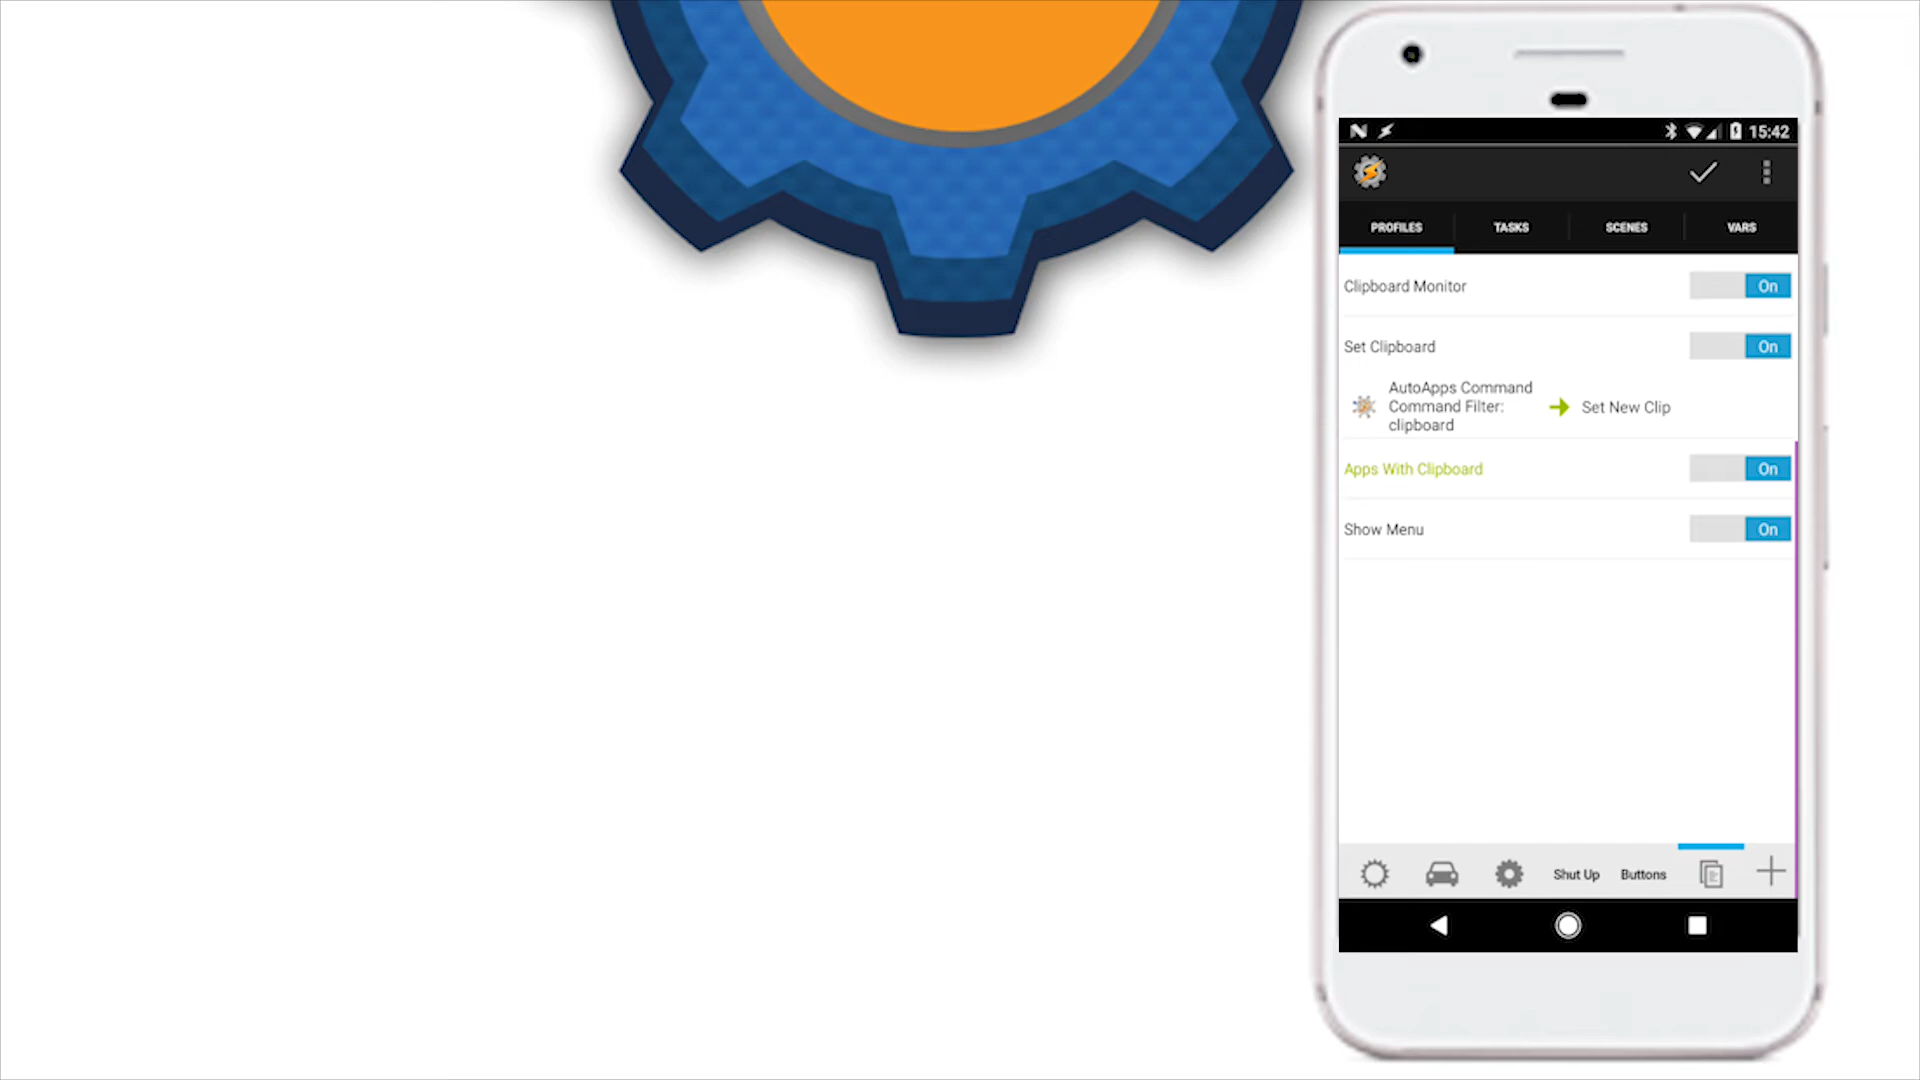 15:42
PROFILES TASKS SCENES VARS
Clipboard Monitor On
Set Clipboard On
AutoApps Command
Command Filter:
clipboard
Set New Clip
Apps With Clipboard On
Show Menu On
Shut Up Buttons